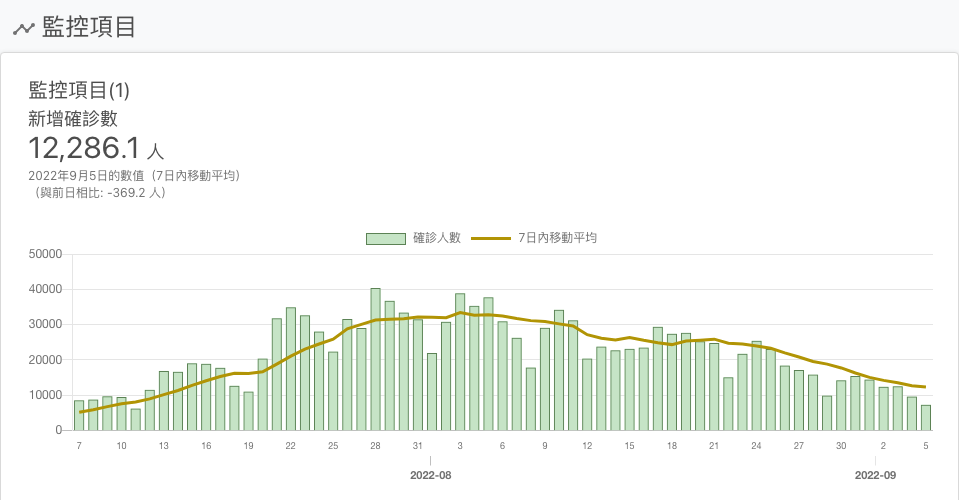 監控項目
監控項目(1)
新增確診數
12,286.1 人
2022年9月5日的數值（7日內移動平均）
（與前日相比: -369.2 人）
確診人數 7日內移動平均
50000
40000
30000
20000
10000
0
7 10 13 16 19 22 25 28 31 3 6 9 12 15 18 21 24 27 30 2 5
2022-08 2022-09